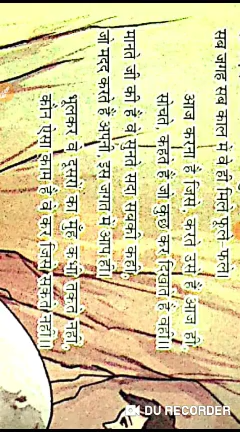 सब जगह सब काल में वे ही मिले फूले-फले।
आज करना है जिसे, करते उसे हैं आज ही,
सोचते, कहते हैं जो कुछ कर दिखाते हैं वही।
मानते जी की हैं वे सुनते सदा सबकी कही,
जो मदद करते हैं अपनी, इस जगत में आप ही।
भूलकर वे दूसरों का मुँह कभी तकते नहीं,
कौन ऐसा काम है वे कर जिसे सकते नहीं॥
DU RECORDER